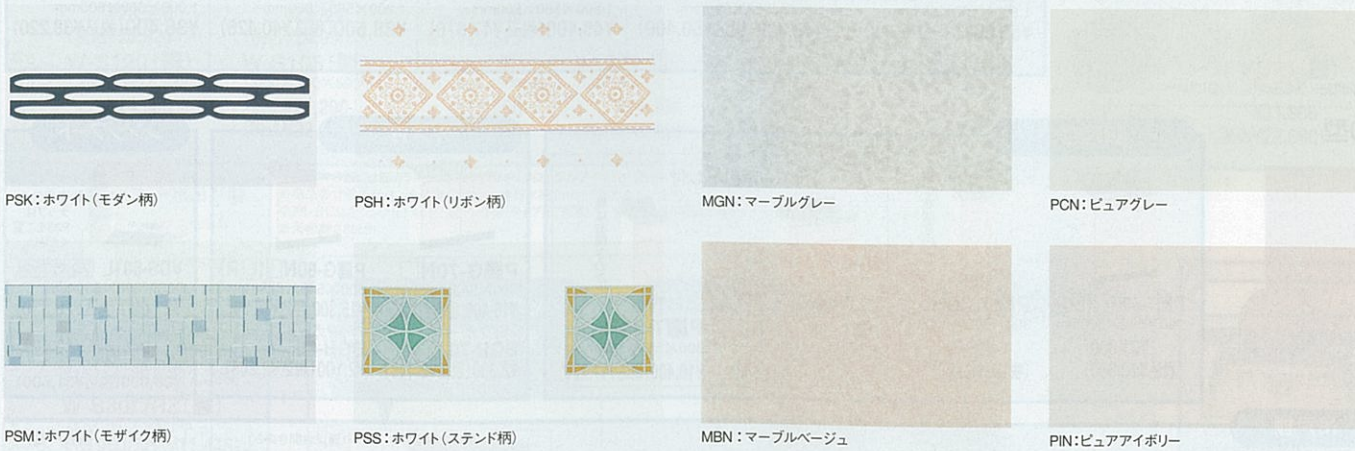 PSK：ホワイト（モダン柄）
PSH：ホワイト（リボン柄）
MGN：マーブルグレー
PCN：ピュアグレー
PSM：ホワイト（モザイク柄）
PSS：ホワイト（ステンド柄）
MBN：マーブルベージュ
PIN：ピュアアイボリー